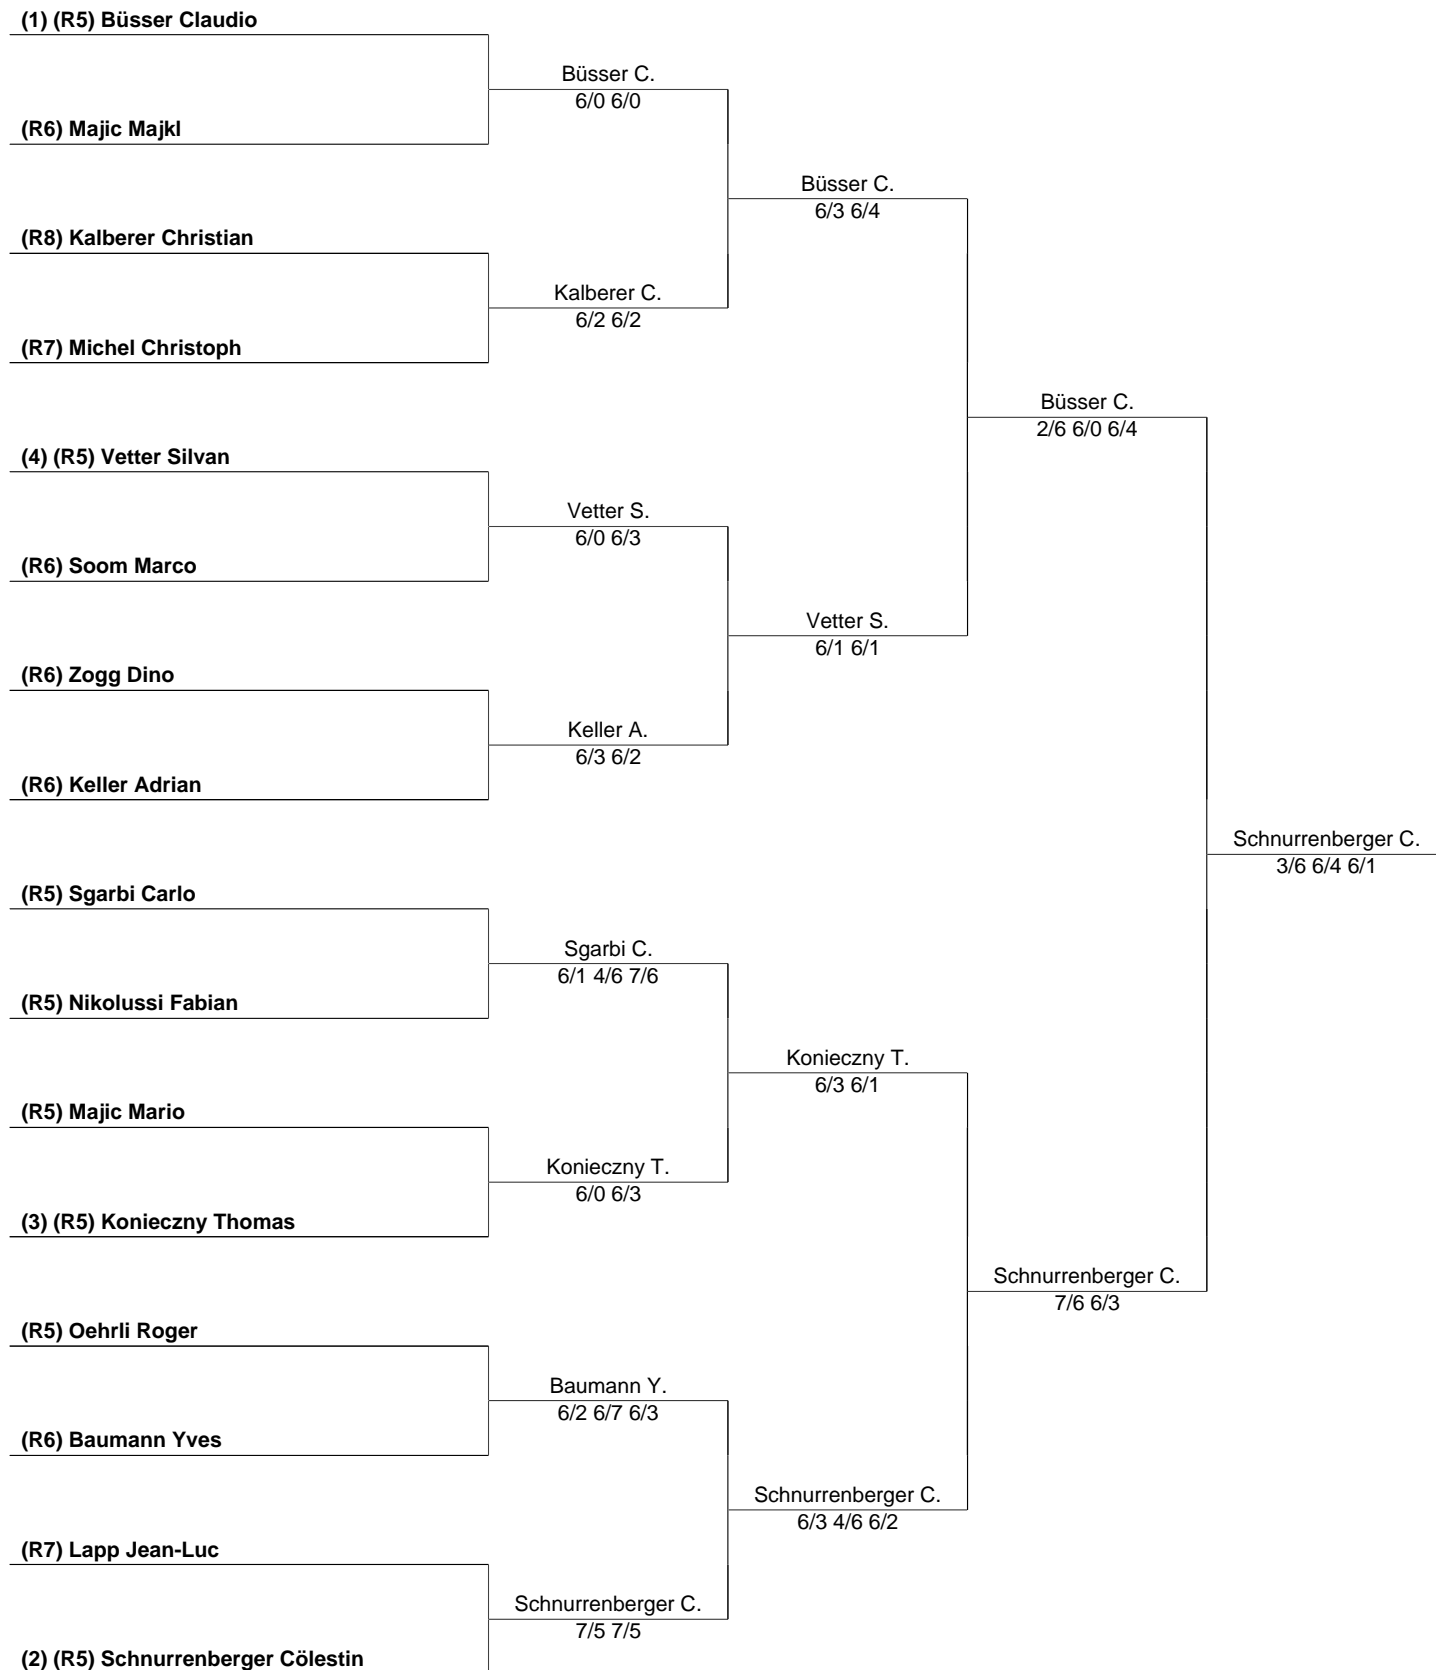 (1) (R5) Büsser Claudio
Büsser C.
6/0 6/0
(R6) Majic Majkl
Büsser C.
6/3 6/4
(R8) Kalberer Christian
Kalberer C.
6/2 6/2
(R7) Michel Christoph
Büsser C.
2/6 6/0 6/4
(4) (R5) Vetter Silvan
Vetter S.
6/0 6/3
(R6) Soom Marco
Vetter S.
6/1 6/1
(R6) Zogg Dino
Keller A.
6/3 6/2
(R6) Keller Adrian
Schnurrenberger C.
3/6 6/4 6/1
(R5) Sgarbi Carlo
Sgarbi C.
6/1 4/6 7/6
(R5) Nikolussi Fabian
Konieczny T.
6/3 6/1
(R5) Majic Mario
Konieczny T.
6/0 6/3
(3) (R5) Konieczny Thomas
Schnurrenberger C.
7/6 6/3
(R5) Oehrli Roger
Baumann Y.
6/2 6/7 6/3
(R6) Baumann Yves
Schnurrenberger C.
6/3 4/6 6/2
(R7) Lapp Jean-Luc
Schnurrenberger C.
7/5 7/5
(2) (R5) Schnurrenberger Cölestin